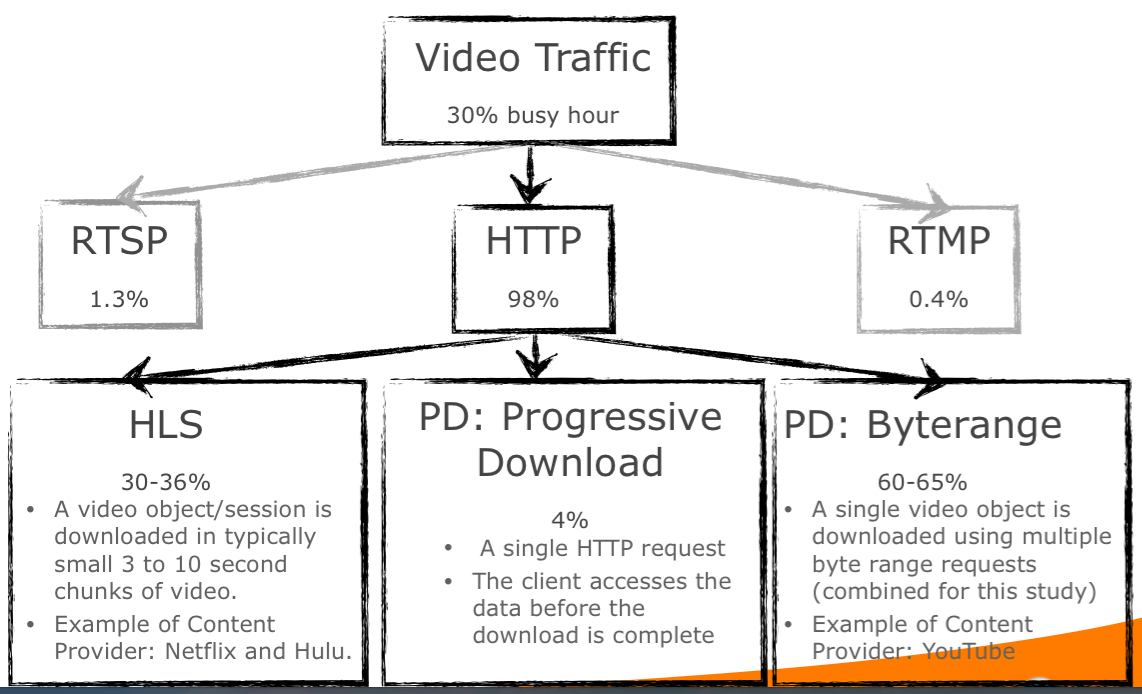 Video Traffic
30% busy hour
RTSP
1.3%
HTTP
98%
RTMP
0.4%
HLS
30-36%
• A video object/session is
downloaded in typically
small 3 to 10 second
chunks of video.
• Example of Content
Provider: Netflix and Hulu.
PD: Progressive
Download
4%
• A single HTTP request
• The client accesses the
data before the
download is complete
PD: Byterange
60-65%
• A single video object is
downloaded using multiple
byte range requests
(combined for this study)
• Example of Content
Provider: YouTube